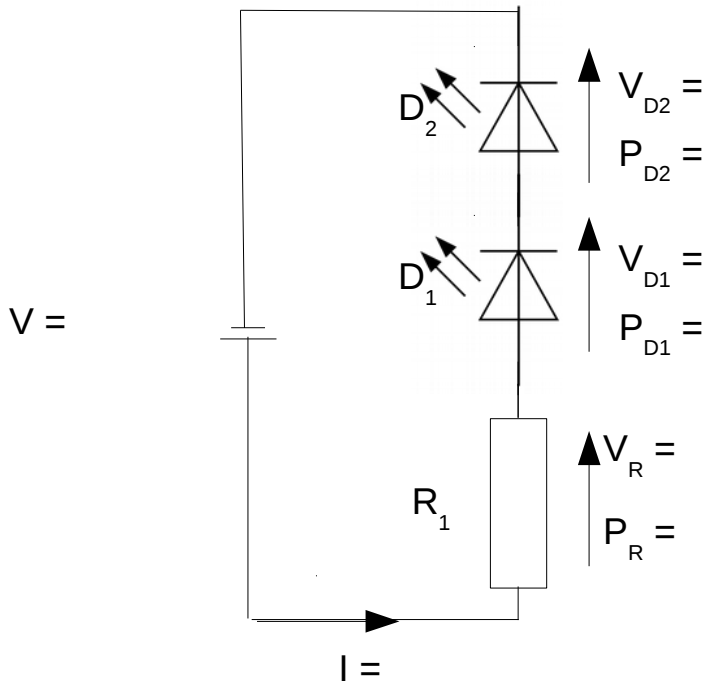 D₂
V_D2 =
P_D2 =
D₁
V_D1 =
P_D1 =
V =
R₁
V_R =
P_R =
I =